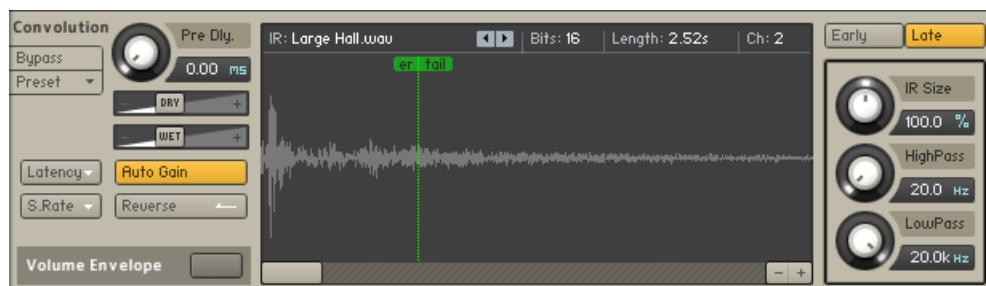 Convolution
Pre Dly.
IR: Large Hall.wav
Bits: 16
Length: 2.52s
Ch: 2
Early
Late
Bypass
0.00 ms
er tail
Preset
IR Size
DRY
- +
100.0 %
WET
- +
HighPass
Latency
Auto Gain
20.0 Hz
S.Rate
Reverse
LowPass
20.0k Hz
Volume Envelope
- +